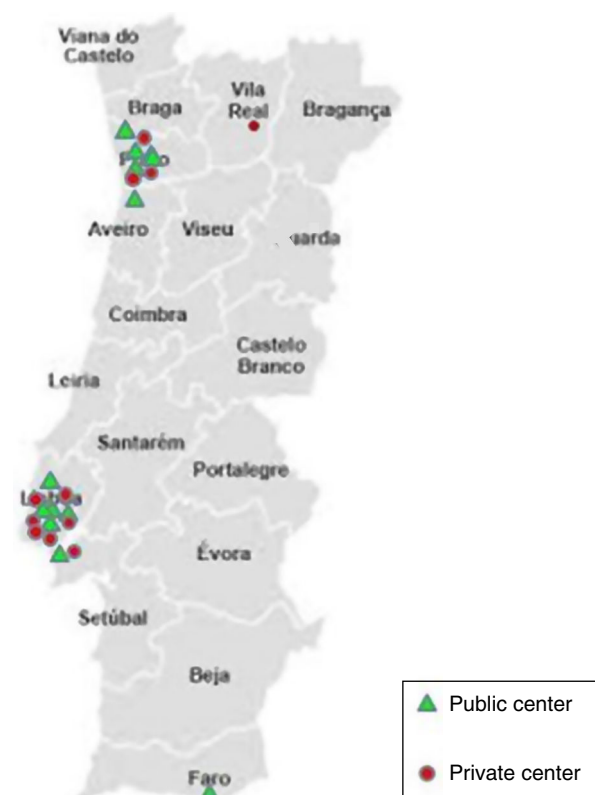 Viana do
Castelo
Braga
Vila
Real
Bragança
Aveiro
Viseu
arda
Coimbra
Castelo
Branco
Leiria
Santarém
Portalegre
Évora
Setúbal
Beja
Faro
Public center
Private center